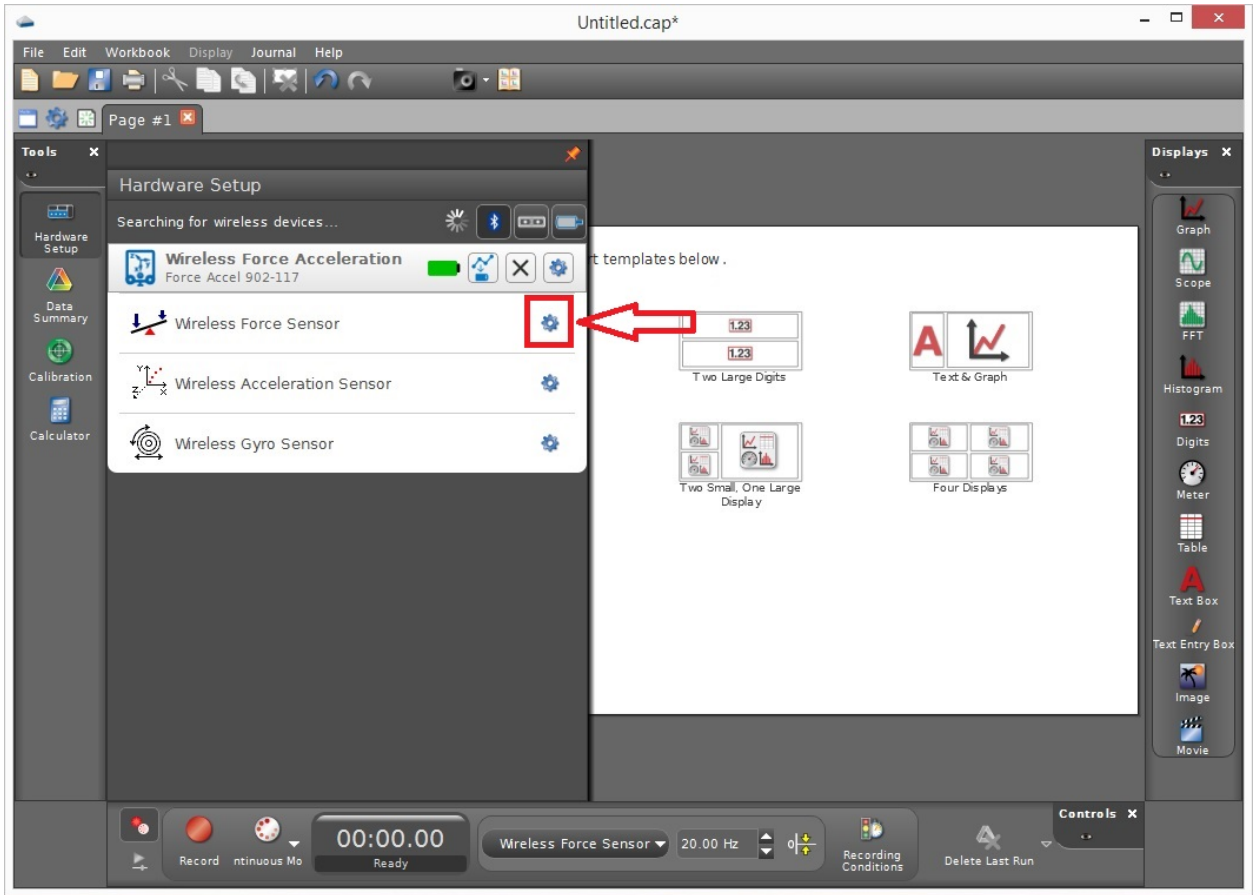 Untitled.cap*
File Edit Workbook Display Journal Help
Page #1
Tools
Hardware
Setup
Data
Summary
Calibration
Calculator
Hardware Setup
Searching for wireless devices...
Wireless Force Acceleration
Force Accel 902-117
Wireless Force Sensor
Wireless Acceleration Sensor
Wireless Gyro Sensor
rt templates below.
1.23
1.23
Two Large Digits
A
Text & Graph
Two Small, One Large
Display
Four Displays
Displays
Graph
Scope
FFT
Histogram
1.23
Digits
Meter
Table
A
Text Box
Text Entry Box
Image
Movie
Record
ntinuous Mo
00:00.00
Ready
Wireless Force Sensor
20.00 Hz
Recording
Conditions
Delete Last Run
Controls